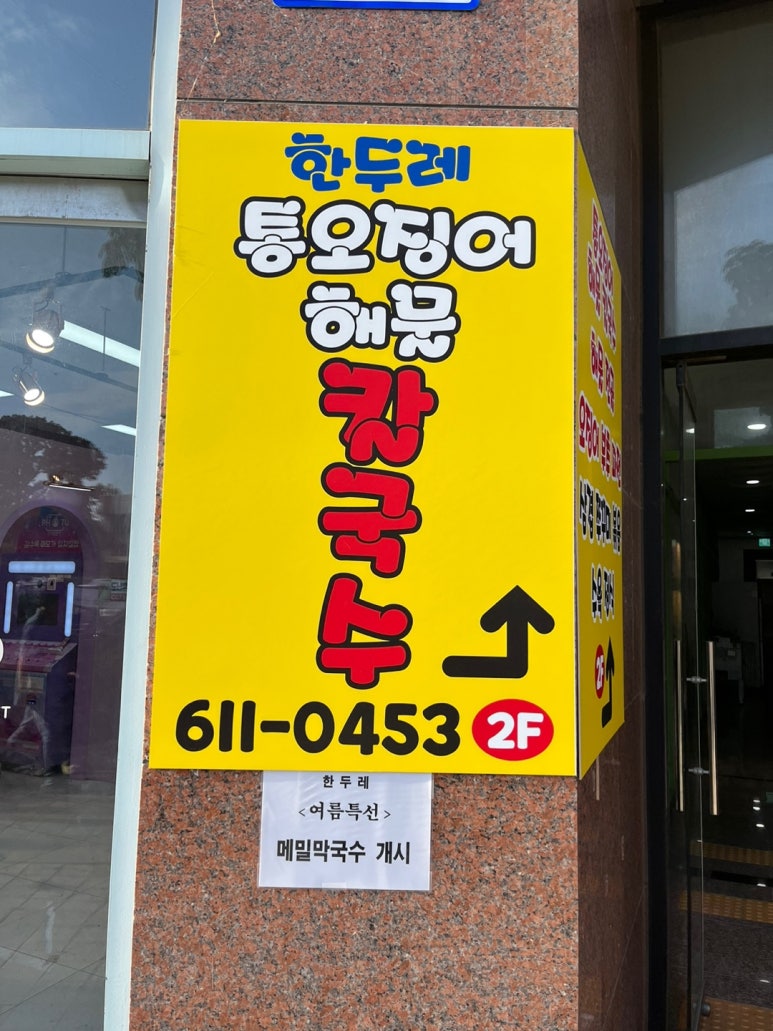 한두레
통오징어
해물
칼국수
611-0453 2F
한두레
<여름특선>
메밀막국수 개시
2F